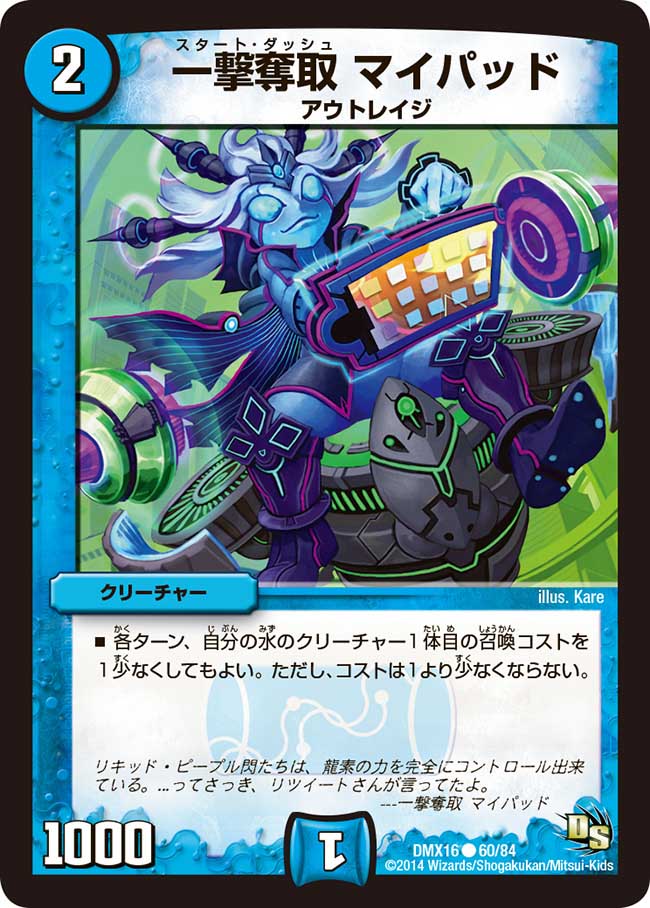 2
スタート・ダッシュ
一撃奪取 マイパッド
アウトレイジ
クリーチャー
illus. Kare
■ 各ターン、自分の水のクリーチャー1体目の召喚コストを
1少なくしてもよい。ただし、コストは1より少なくならない。
リキッド・ピープル閃たちは、龍素の力を完全にコントロール出来
ている。...ってさっき、リツイートさんが言ってたよ。
---一撃奪取 マイパッド
1000
1
DS
DMX16 ● 60/84
©2014 Wizards/Shogakukan/Mitsui-Kids